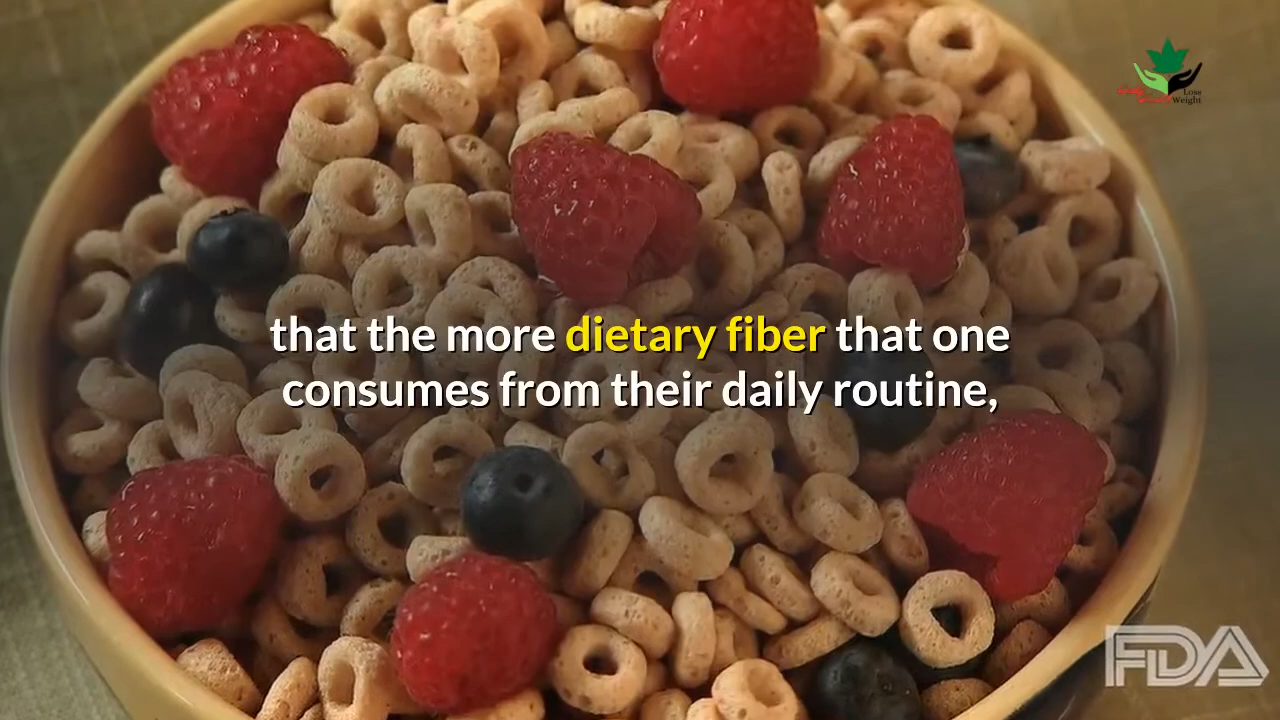 Loss
Weight
that the more dietary fiber that one
consumes from their daily routine,
FDA